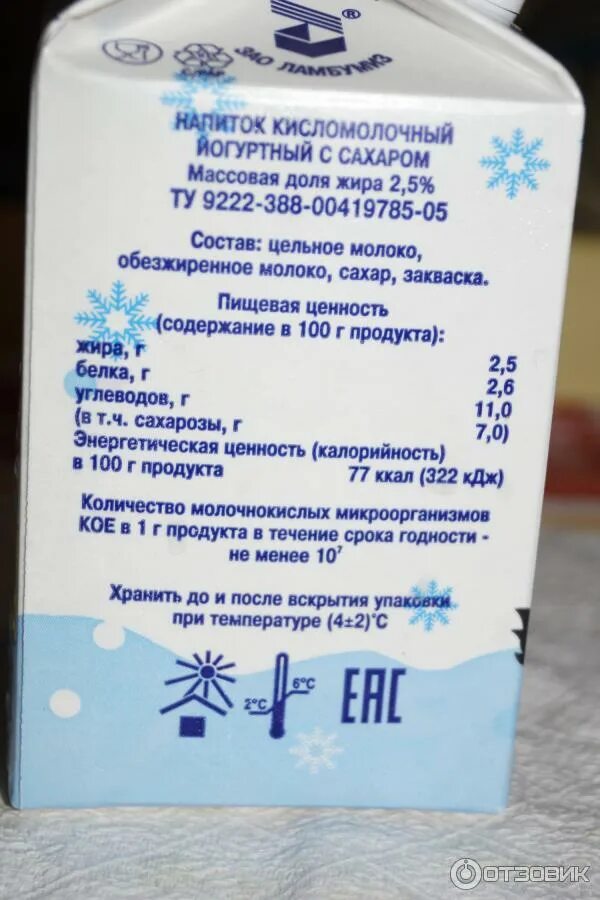 ®
ЗАО ЛАМБУМИЗ
НАПИТОК КИСЛОМОЛОЧНЫЙ
ЙОГУРТНЫЙ С САХАРОМ
Массовая доля жира 2,5%
ТУ 9222-388-00419785-05
Состав: цельное молоко,
обезжиренное молоко, сахар, закваска.
Пищевая ценность
(содержание в 100 г продукта):
жира, г 2,5
белка, г 2,6
углеводов, г 11,0
(в т.ч. сахарозы, г 7,0)
Энергетическая ценность (калорийность)
в 100 г продукта 77 ккал (322 кДж)
Количество молочнокислых микроорганизмов
КОЕ в 1 г продукта в течение срока годности -
не менее 10⁷
Хранить до и после вскрытия упаковки
при температуре (4±2)°С
2°C 6°C EAC
ОТЗОВИК